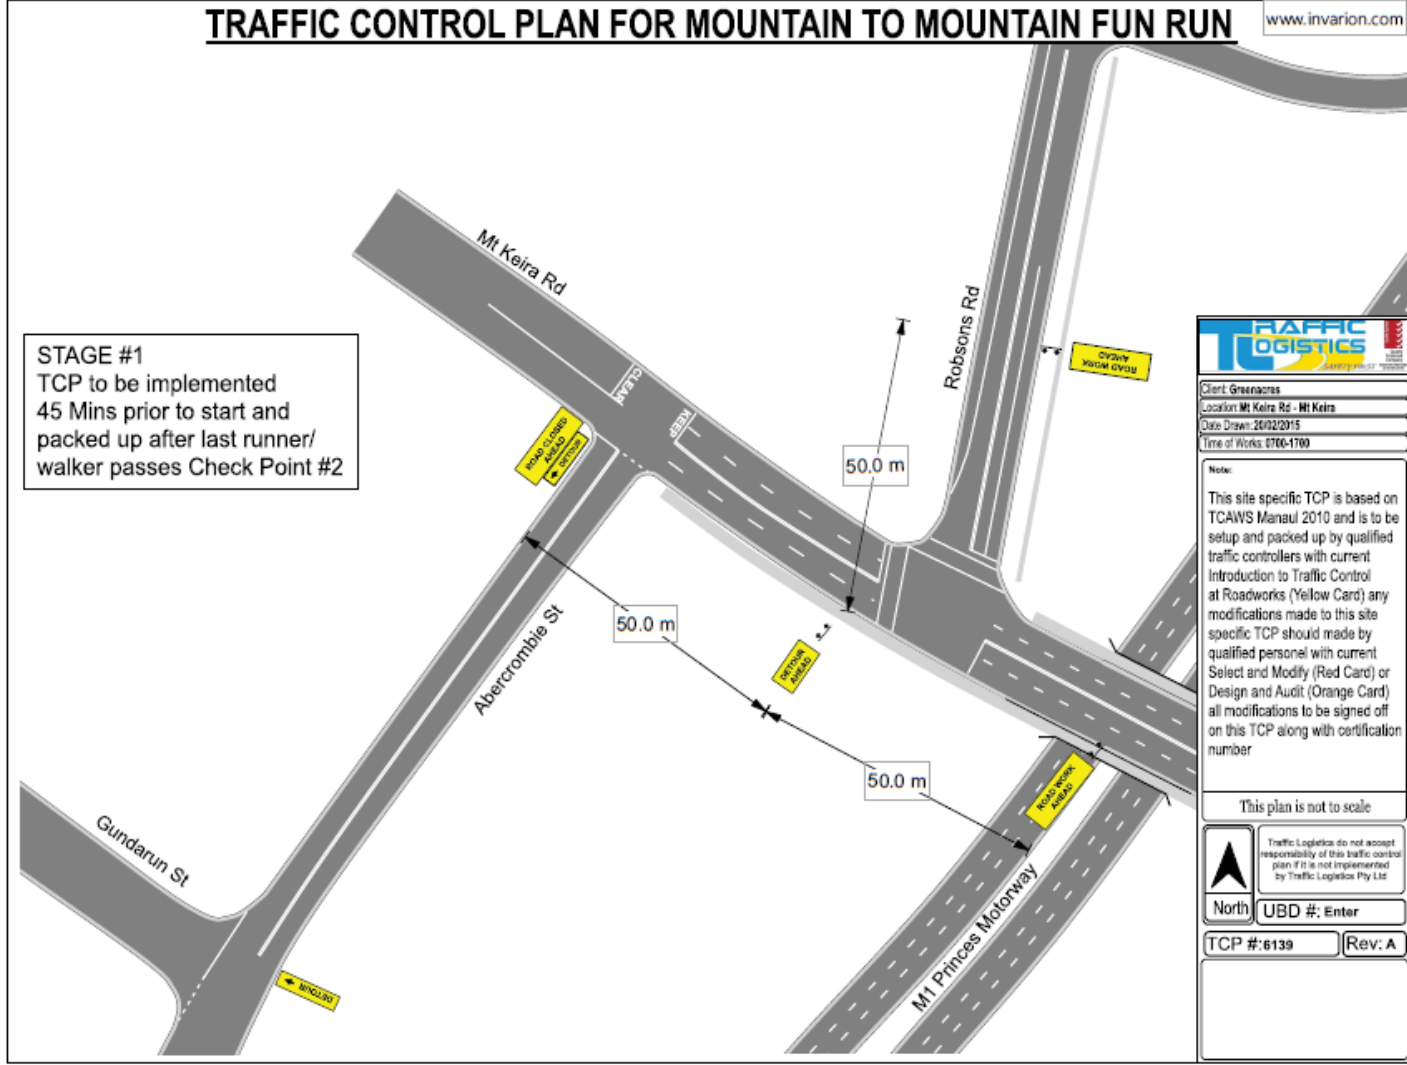 TRAFFIC CONTROL PLAN FOR MOUNTAIN TO MOUNTAIN FUN RUN
www.invarion.com
Mt Keira Rd
Robsons Rd
STAGE #1
TCP to be implemented
45 Mins prior to start and
packed up after last runner/
walker passes Check Point #2
CLEAR
KEEP
ROAD CLOSED
AHEAD
DETOUR
ROAD WORK
AHEAD
50.0 m
50.0 m
DETOUR
AHEAD
Abercrombie St
50.0 m
ROAD WORK
AHEAD
Gundarun St
M1 Princes Motorway
DETOUR
TRAFFIC
LOGISTICS
SAFETY FIRST
Client: Greenacres
Location: Mt Keira Rd - Mt Keira
Date Drawn: 20/02/2015
Time of Works: 0700-1700
Note:
This site specific TCP is based on
TCAWS Manaul 2010 and is to be
setup and packed up by qualified
traffic controllers with current
Introduction to Traffic Control
at Roadworks (Yellow Card) any
modifications made to this site
specific TCP should made by
qualified personel with current
Select and Modify (Red Card) or
Design and Audit (Orange Card)
all modifications to be signed off
on this TCP along with certification
number
This plan is not to scale
Traffic Logistics do not accept
responsibility of this traffic control
plan if it is not implemented
by Traffic Logistics Pty Ltd
North
UBD #: Enter
TCP #:6139
Rev: A